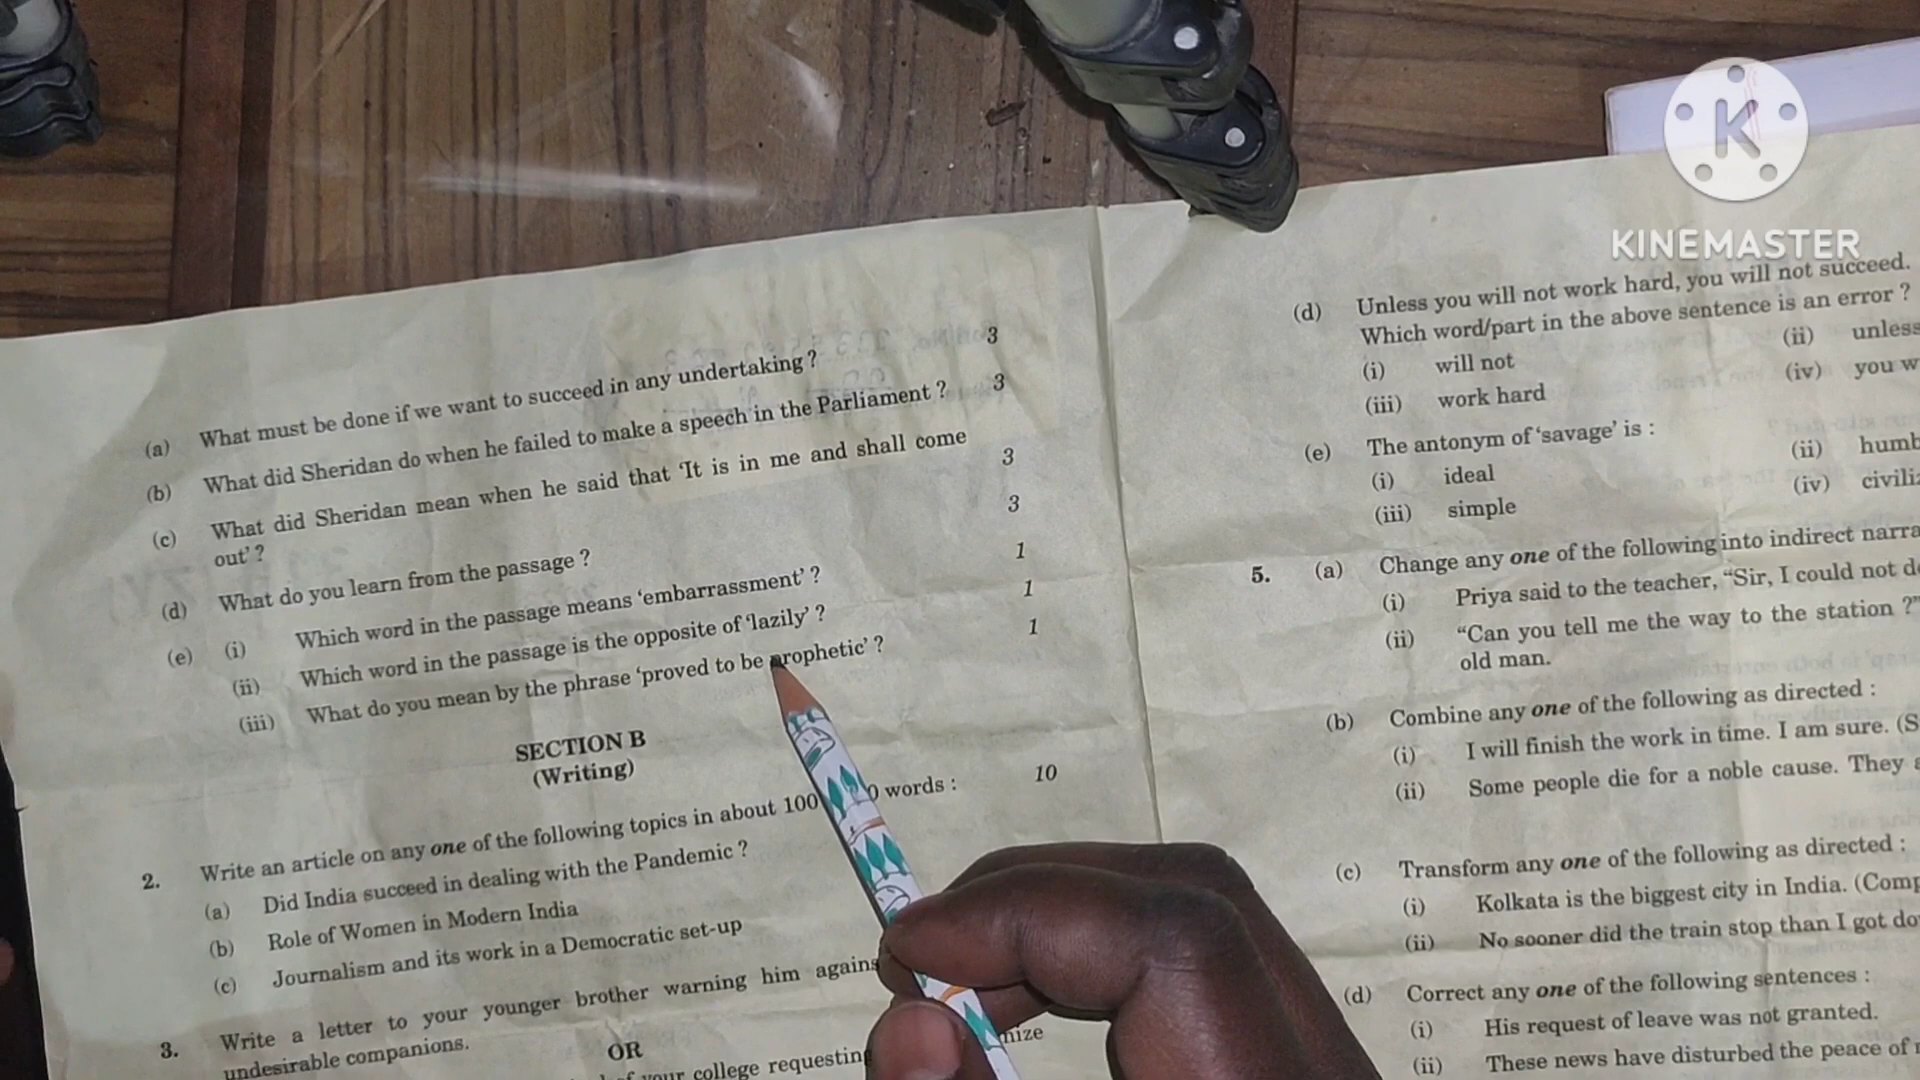 (a) What must be done if we want to succeed in any undertaking ? 3
(b) What did Sheridan do when he failed to make a speech in the Parliament ? 3
(c) What did Sheridan mean when he said that 'It is in me and shall come 3
out' ?
(d) What do you learn from the passage ? 3
(e) (i) Which word in the passage means 'embarrassment' ? 1
(ii) Which word in the passage is the opposite of 'lazily' ? 1
(iii) What do you mean by the phrase 'proved to be prophetic' ? 1
SECTION B
(Writing)
2. Write an article on any one of the following topics in about 100 words : 10
(a) Did India succeed in dealing with the Pandemic ?
(b) Role of Women in Modern India
(c) Journalism and its work in a Democratic set-up
3. Write a letter to your younger brother warning him
undesirable companions.
OR
your college
K
KINEMASTER
(d) Unless you will not work hard, you will not succeed.
Which word/part in the above sentence is an error ?
(i) will not (ii) unless
(iii) work hard (iv) you
(e) The antonym of 'savage' is :
(i) ideal (ii)
(iii) simple (iv)
5. (a) Change any one of the following into indirect
(i) Priya said to the teacher, "Sir, I could not
(ii) "Can you tell me the way to the station ?"
old man.
(b) Combine any one of the following as directed :
(i) I will finish the work in time. I am sure.
(ii) Some people die for a noble cause. They
(c) Transform any one of the following as directed :
(i) Kolkata is the biggest city in India.
(ii) No sooner did the train stop than I got
(d) Correct any one of the following sentences :
(i) His request of leave was not granted.
(ii) These news have disturbed the peace of